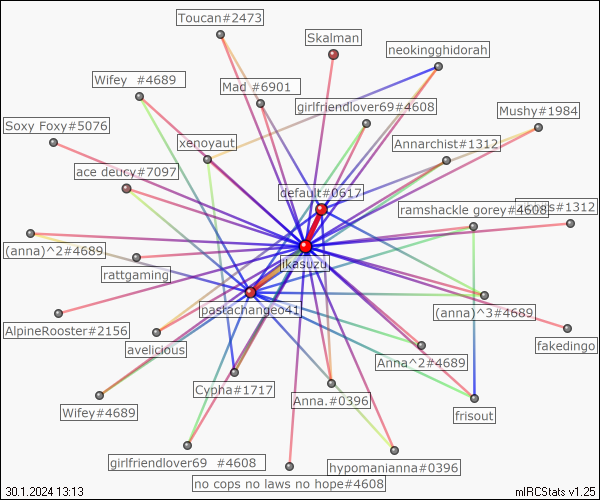 Toucan#2473
Skalman
neokingghidorah
Wifey  #4689
Mad #6901
girlfriendlover69#4608
Mushy#1984
Soxy Foxy#5076
xenoyaut
Annarchist#1312
ace deucy#7097
default#0617
ramshackle gorey#4608
#1312
(anna)^2#4689
jikasuzu
rattgaming
pastachangeo41
(anna)^3#4689
AlpineRooster#2156
fakedingo
avelicious
Anna^2#4689
Cypha#1717
Anna.#0396
Wifey#4689
frisout
girlfriendlover69  #4608
hypomanianna#0396
no cops no laws no hope#4608
30.1.2024 13:13
mIRCStats v1.25